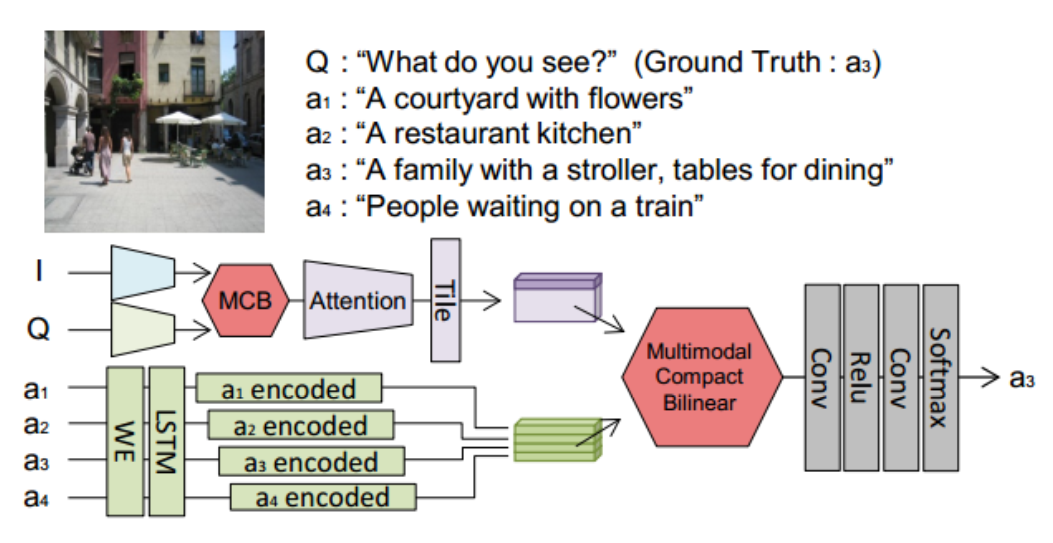 Q : “What do you see?” (Ground Truth : a₃)
a₁ : “A courtyard with flowers”
a₂ : “A restaurant kitchen”
a₃ : “A family with a stroller, tables for dining”
a₄ : “People waiting on a train”
I
MCB
Attention
Tile
Q
a₁
a₂
a₃
a₄
WE
LSTM
a₁ encoded
a₂ encoded
a₃ encoded
a₄ encoded
Multimodal
Compact
Bilinear
Conv
Relu
Conv
Softmax
a₃